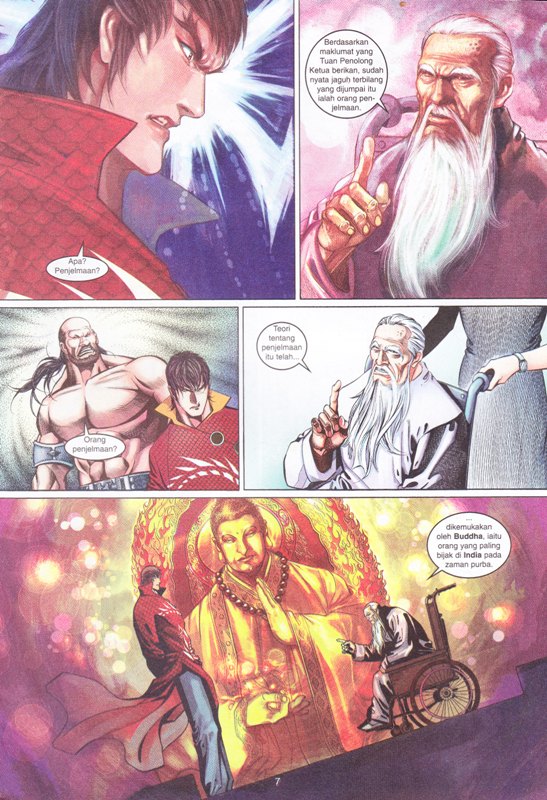 Apa?
Penjelmaan?
Berdasarkan
maklumat yang
Tuan Penolong
Ketua berikan, sudah
nyata jaguh terbilang
yang dijumpai itu
ialah orang pen-
jelmaan.
Orang
penjelmaan?
Teori
tentang
penjelmaan
itu telah...
...
dikemukakan
oleh Buddha, iaitu
orang yang paling
bijak di India pada
zaman purba.
7